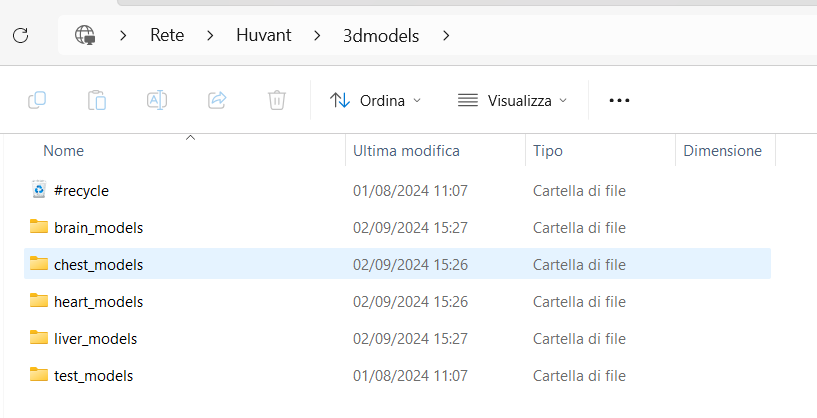 Rete > Huvant > 3dmodels >
Ordina Visualizza
Nome Ultima modifica Tipo Dimensione
#recycle 01/08/2024 11:07 Cartella di file
brain_models 02/09/2024 15:27 Cartella di file
chest_models 02/09/2024 15:26 Cartella di file
heart_models 02/09/2024 15:26 Cartella di file
liver_models 02/09/2024 15:27 Cartella di file
test_models 01/08/2024 11:07 Cartella di file